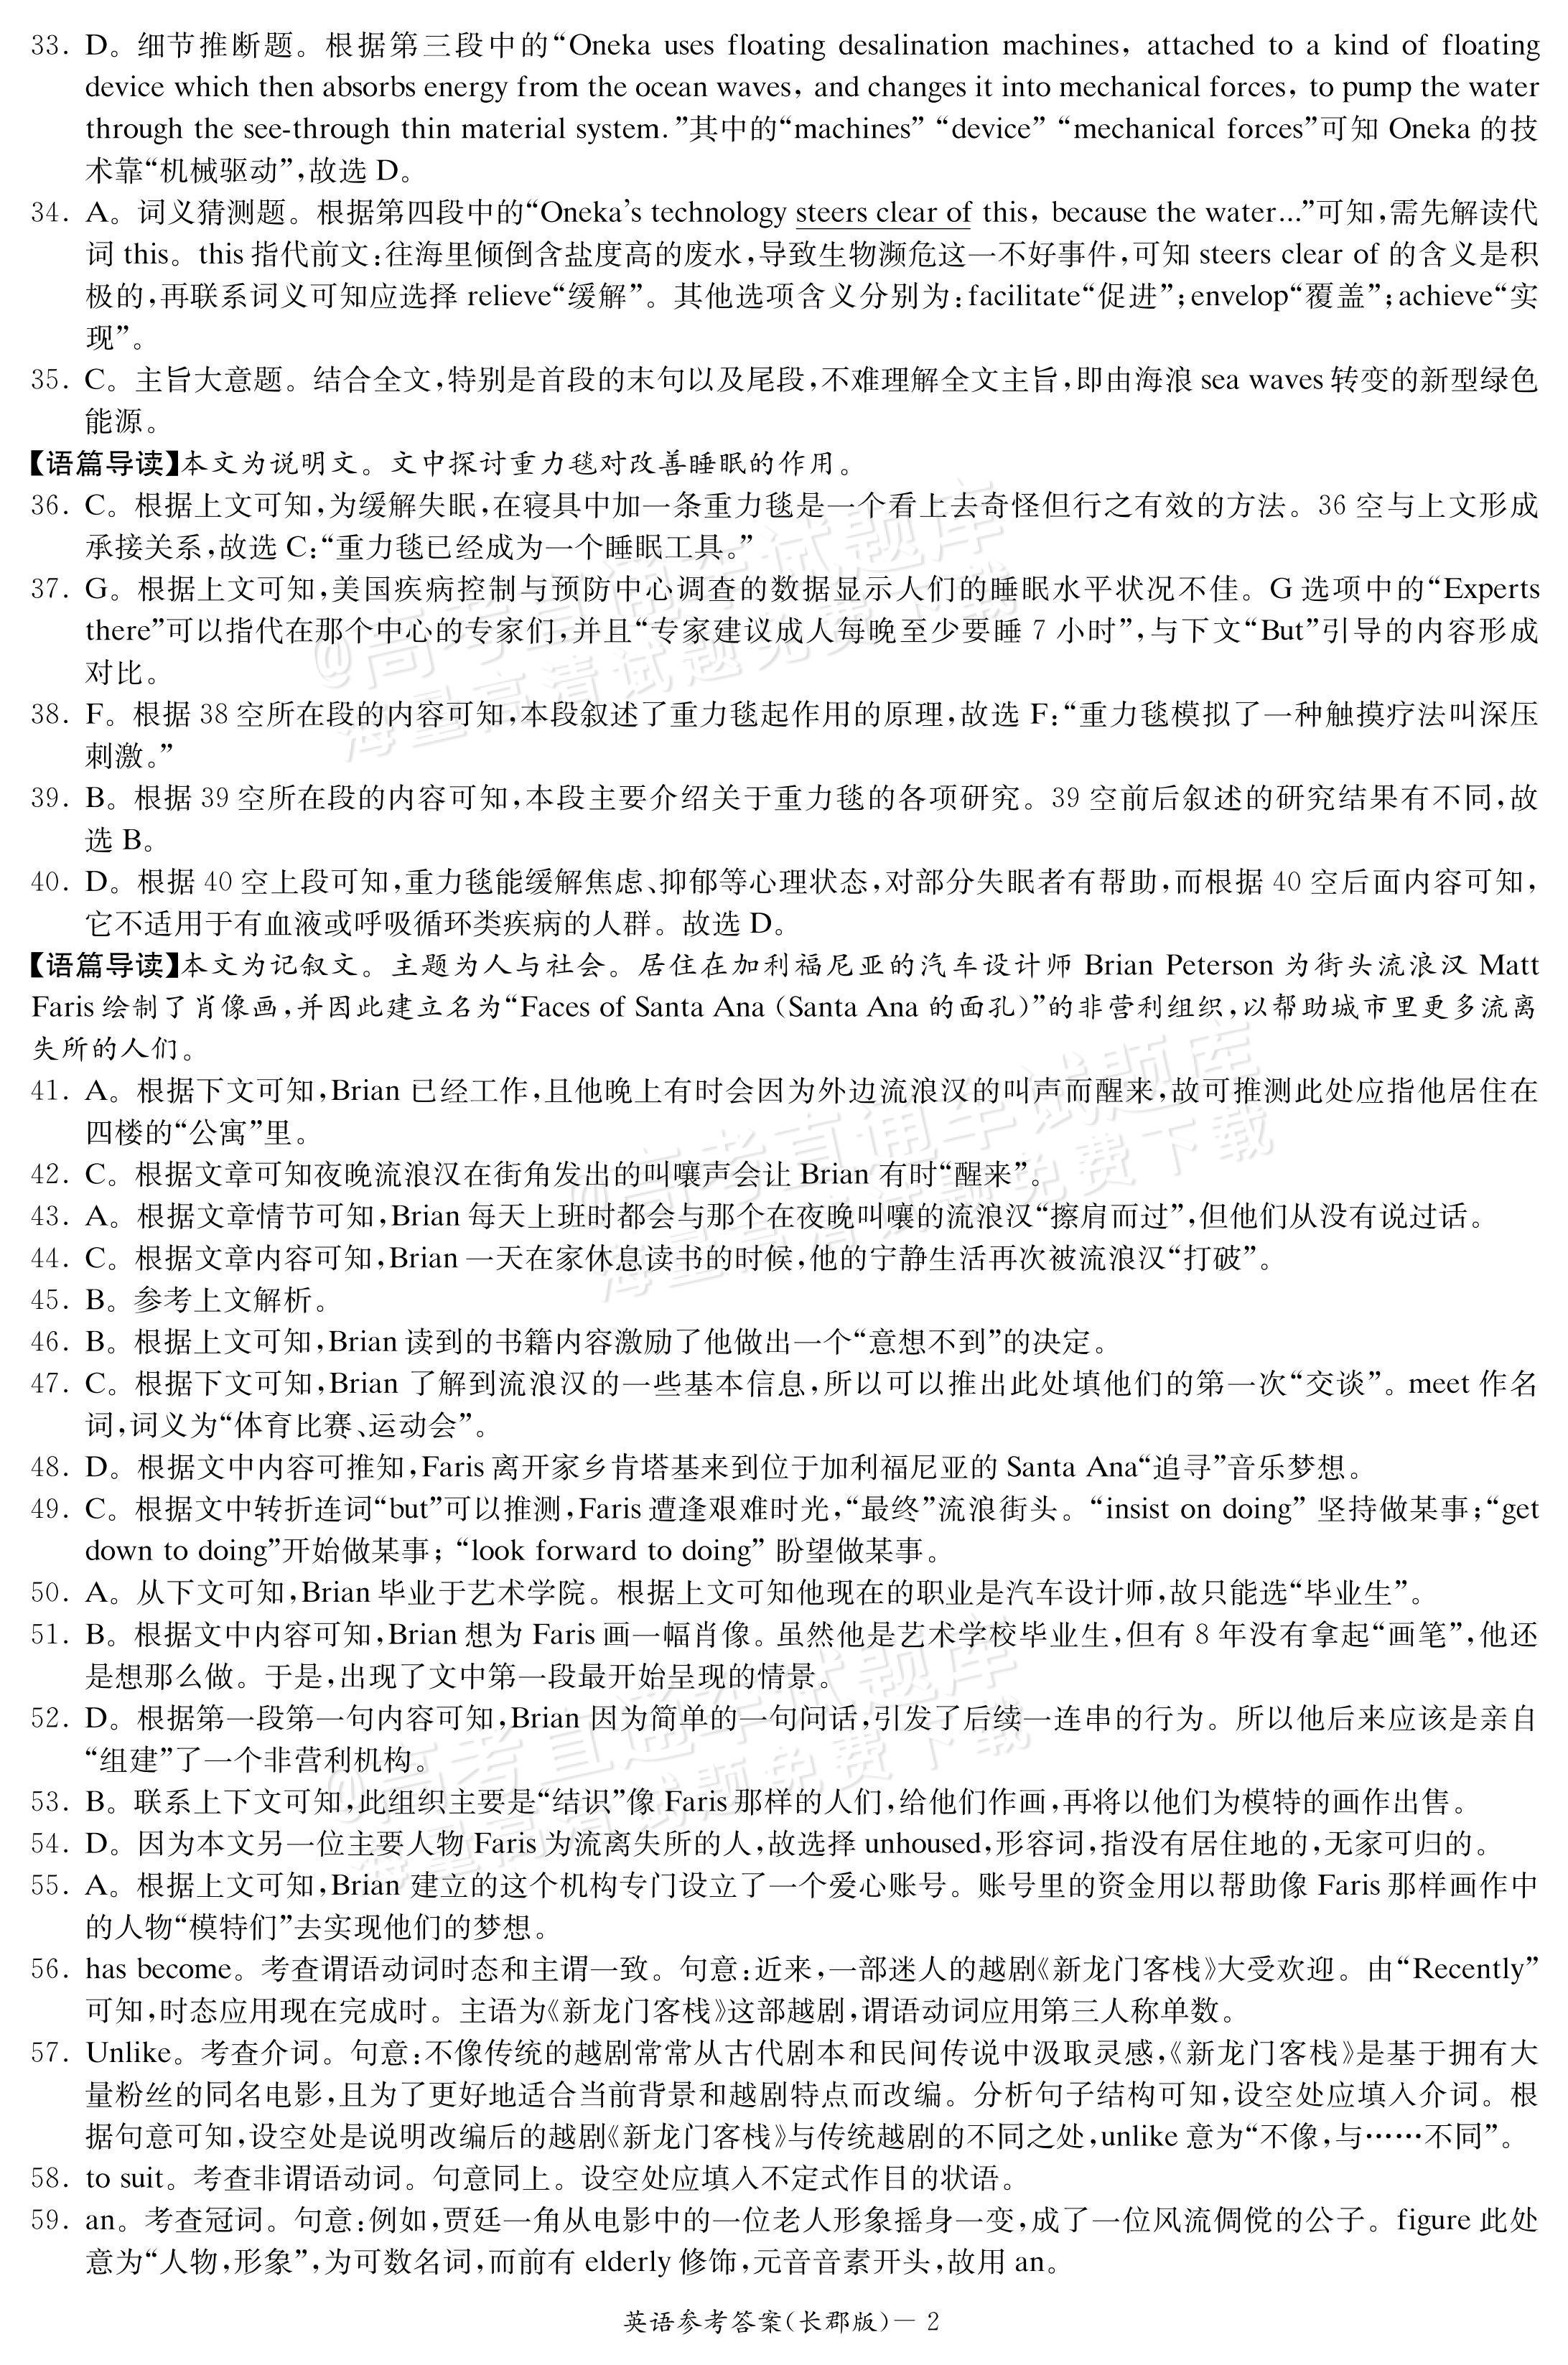 33. D。细节推断题。根据第三段中的“Oneka uses floating desalination machines, attached to a kind of floating
device which then absorbs energy from the ocean waves, and changes it into mechanical forces, to pump the water
through the see-through thin material system.”其中的“machines” “device” “mechanical forces”可知 Oneka 的技
术靠“机械驱动”,故选 D。
34. A。词义猜测题。根据第四段中的“Oneka's technology steers clear of this, because the water...”可知,需先解读代
词 this。this 指代前文:往海里倾倒含盐度高的废水,导致生物濒危这一不好事件,可知 steers clear of 的含义是积
极的,再联系词义可知应选择 relieve“缓解”。其他选项含义分别为:facilitate“促进”;envelop“覆盖”;achieve“实
现”。
35. C。主旨大意题。结合全文,特别是首段的末句以及尾段,不难理解全文主旨,即由海浪 sea waves 转变的新型绿色
能源。
【语篇导读】本文为说明文。文中探讨重力毯对改善睡眠的作用。
36. C。根据上文可知,为缓解失眠,在寝具中加一条重力毯是一个看上去奇怪但行之有效的方法。36 空与上文形成
承接关系,故选 C:“重力毯已经成为一个睡眠工具。”
37. G。根据上文可知,美国疾病控制与预防中心调查的数据显示人们的睡眠水平状况不佳。G 选项中的“Experts
there”可以指代在那个中心的专家们,并且“专家建议成人每晚至少要睡 7 小时”,与下文“But”引导的内容形成
对比。
38. F。根据 38 空所在段的内容可知,本段叙述了重力毯起作用的原理,故选 F:“重力毯模拟了一种触摸疗法叫深压
刺激。”
39. B。根据 39 空所在段的内容可知,本段主要介绍关于重力毯的各项研究。39 空前后叙述的研究结果有不同,故
选 B。
40. D。根据 40 空上段可知,重力毯能缓解焦虑、抑郁等心理状态,对部分失眠者有帮助,而根据 40 空后面内容可知,
它不适用于有血液或呼吸循环类疾病的人群。故选 D。
【语篇导读】本文为记叙文。主题为人与社会。居住在加利福尼亚的汽车设计师 Brian Peterson 为街头流浪汉 Matt
Faris 绘制了肖像画,并因此建立名为“Faces of Santa Ana (Santa Ana 的面孔)”的非营利组织,以帮助城市里更多流离
失所的人们。
41. A。根据下文可知,Brian 已经工作,且他晚上有时会因为外边流浪汉的叫声而醒来,故可推测此处应指他居住在
四楼的“公寓”里。
42. C。根据文章可知夜晚流浪汉在街角发出的叫嚷声会让 Brian 有时“醒来”。
43. A。根据文章情节可知,Brian 每天上班时都会与那个在夜晚叫嚷的流浪汉“擦肩而过”,但他们从没有说过话。
44. C。根据文章内容可知,Brian 一天在家休息读书的时候,他的宁静生活再次被流浪汉“打破”。
45. B。参考上文解析。
46. B。根据上文可知,Brian 读到的书籍内容激励了他做出一个“意想不到”的决定。
47. C。根据下文可知,Brian 了解到流浪汉的一些基本信息,所以可以推出此处填他们的第一次“交谈”。meet 作名
词,词义为“体育比赛、运动会”。
48. D。根据文中内容可推知,Faris 离开家乡肯塔基来到位于加利福尼亚的 Santa Ana“追寻”音乐梦想。
49. C。根据文中转折连词“but”可以推测,Faris 遭逢艰难时光,“最终”流浪街头。“insist on doing” 坚持做某事;“get
down to doing”开始做某事; “look forward to doing” 盼望做某事。
50. A。从下文可知,Brian 毕业于艺术学院。根据上文可知他现在的职业是汽车设计师,故只能选“毕业生”。
51. B。根据文中内容可知,Brian 想为 Faris 画一幅肖像。虽然他是艺术学校毕业生,但有 8 年没有拿起“画笔”,他还
是想那么做。于是,出现了文中第一段最开始呈现的情景。
52. D。根据第一段第一句内容可知,Brian 因为简单的一句问话,引发了后续一连串的行为。所以他后来应该是亲自
“组建”了一个非营利机构。
53. B。联系上下文可知,此组织主要是“结识”像 Faris 那样的人们,给他们作画,再将以他们为模特的画作出售。
54. D。因为本文另一位主要人物 Faris 为流离失所的人,故选择 unhoused,形容词,指没有居住地的,无家可归的。
55. A。根据上文可知,Brian 建立的这个机构专门设立了一个爱心账号。账号里的资金用以帮助像 Faris 那样画作中
的人物“模特们”去实现他们的梦想。
56. has become。考查谓语动词时态和主谓一致。句意:近来,一部迷人的越剧《新龙门客栈》大受欢迎。由“Recently”
可知,时态应用现在完成时。主语为《新龙门客栈》这部越剧,谓语动词应用第三人称单数。
57. Unlike。考查介词。句意:不像传统的越剧常常从古代剧本和民间传说中汲取灵感,《新龙门客栈》是基于拥有大
量粉丝的同名电影,且为了更好地适合当前背景和越剧特点而改编。分析句子结构可知,设空处应填入介词。根
据句意可知,设空处是说明改编后的越剧《新龙门客栈》与传统越剧的不同之处,unlike 意为“不像,与……不同”。
58. to suit。考查非谓语动词。句意同上。设空处应填入不定式作目的状语。
59. an。考查冠词。句意:例如,贾廷一角从电影中的一位老人形象摇身一变,成了一位风流倜傥的公子。figure 此处
意为“人物,形象”,为可数名词,而前有 elderly 修饰,元音音素开头,故用 an。
英语参考答案(长郡版)— 2
@高考直通车试题库
海量高清试题免费下载
@高考直通车试题库
海量高清试题免费下载
@高考直通车试题库
海量高清试题免费下载